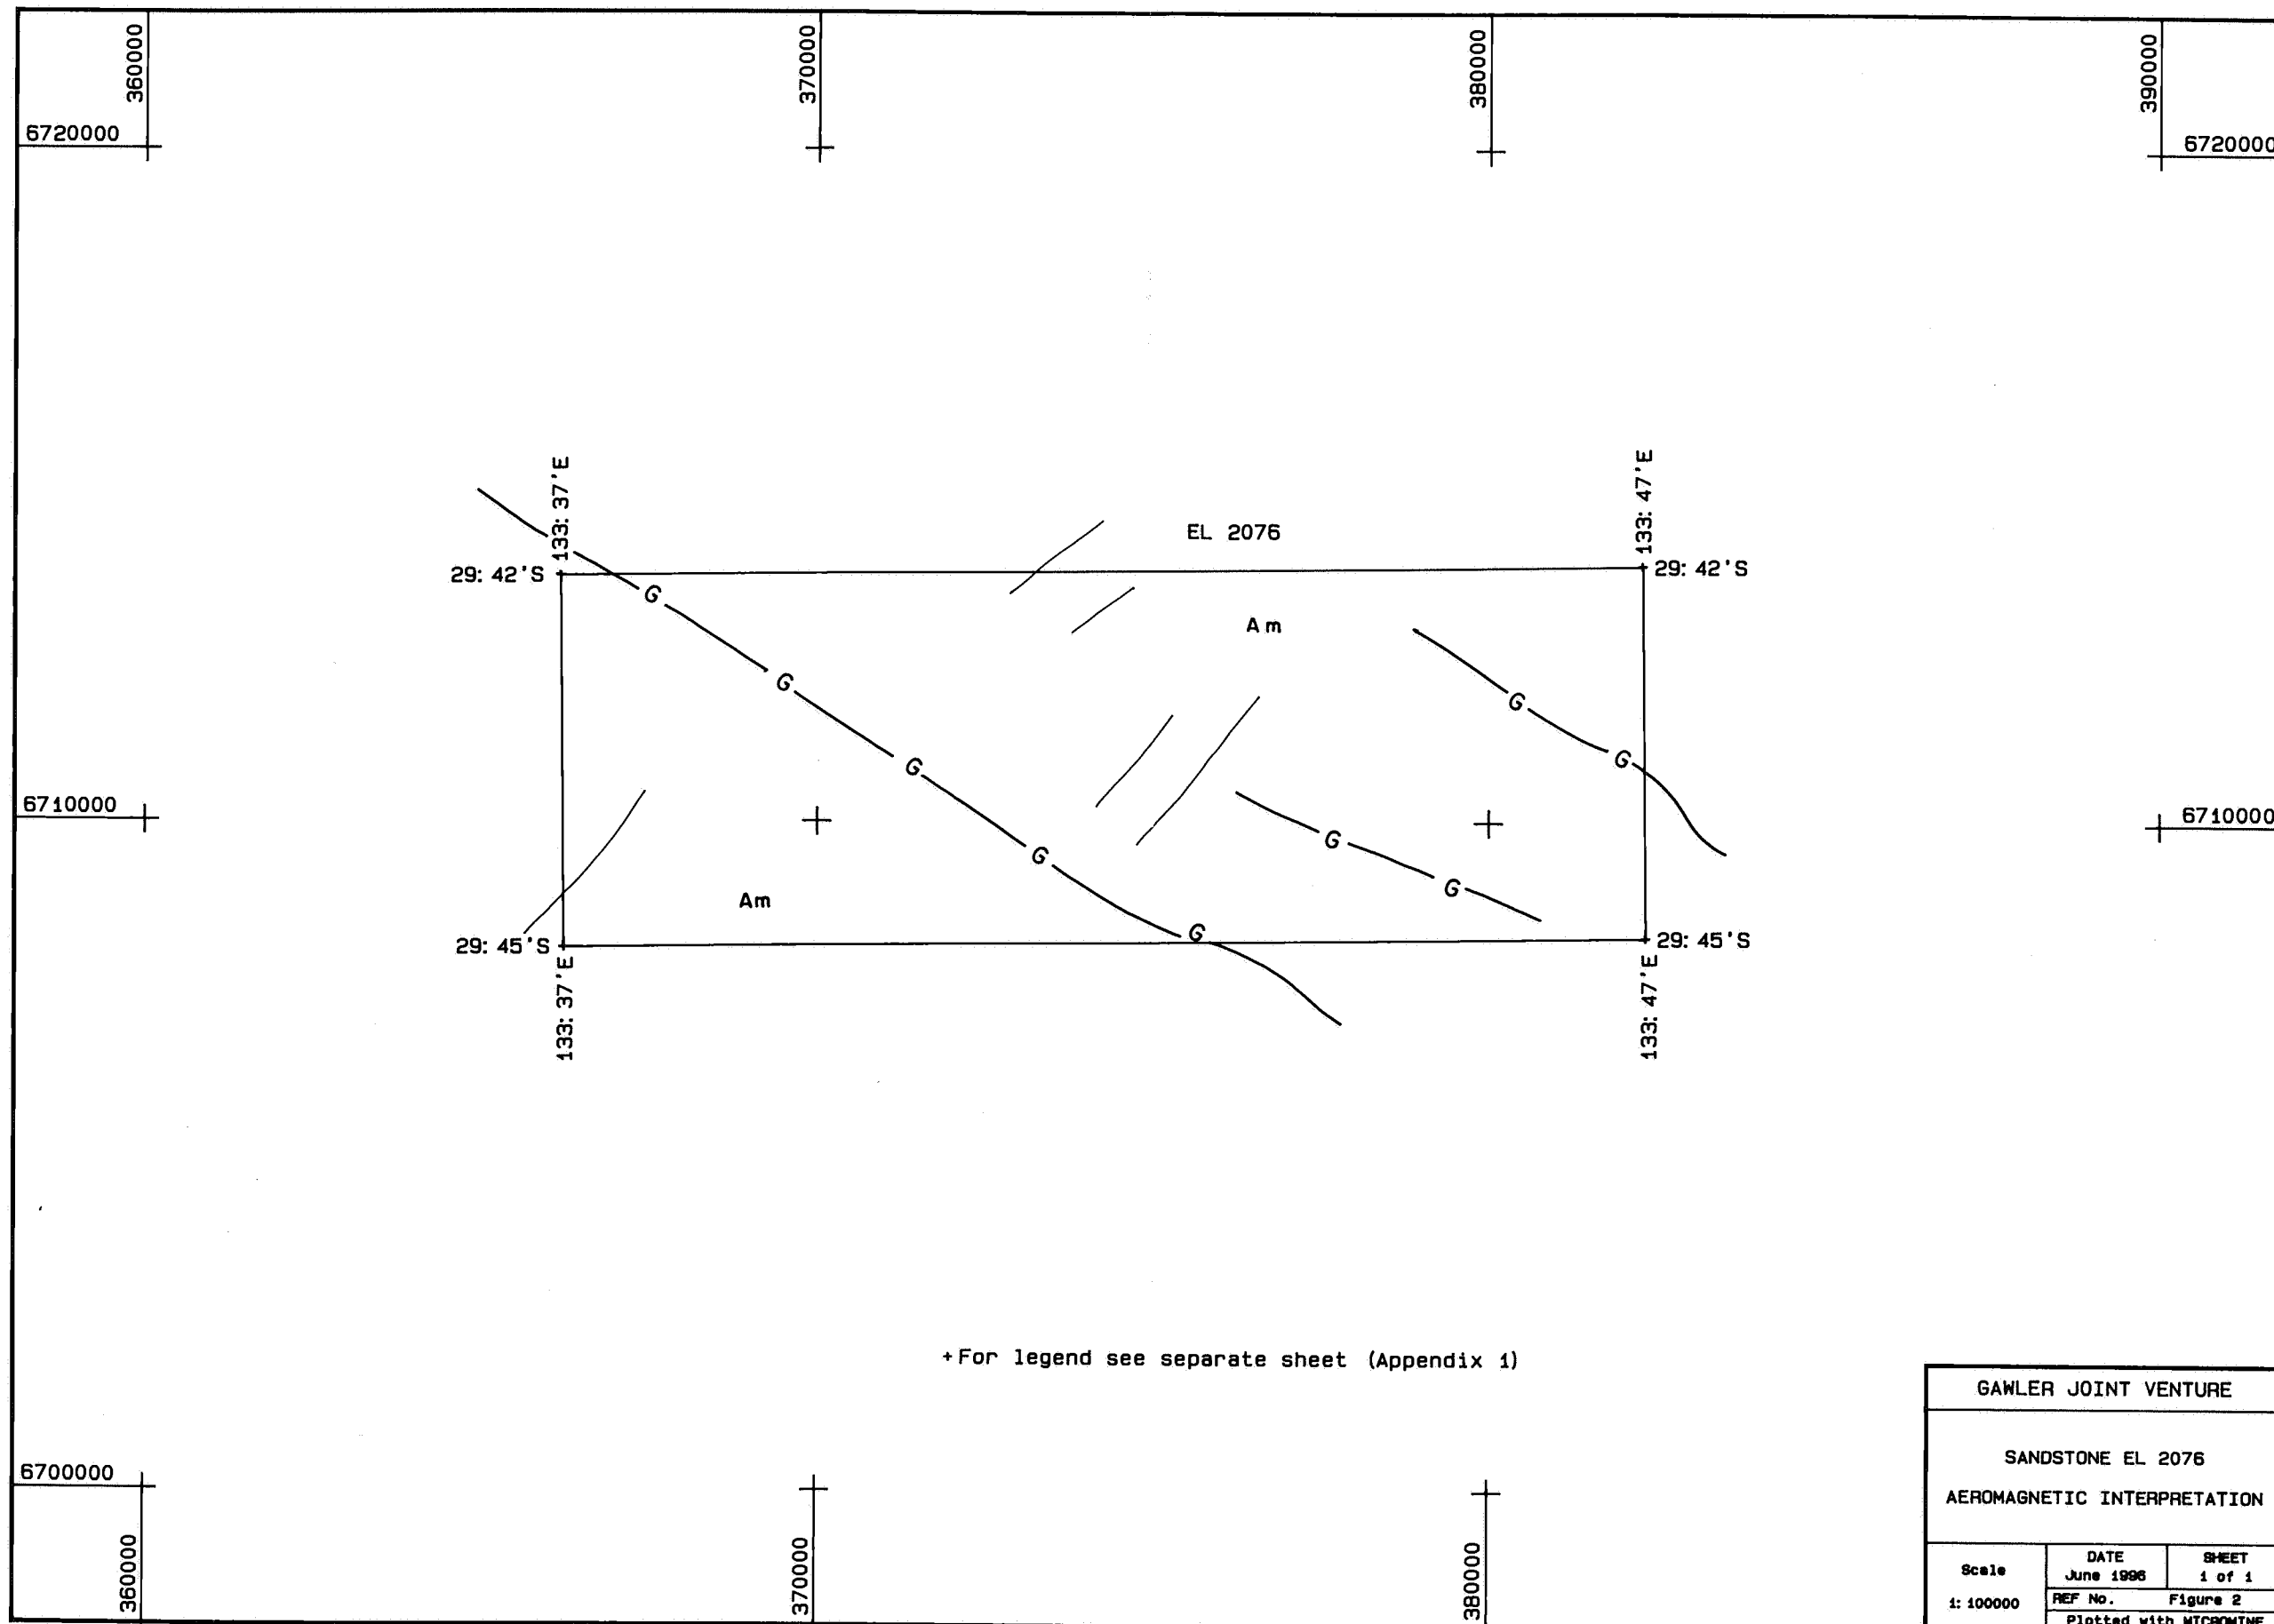 360000
370000
380000
390000
6720000
6720000
133: 37'E
133: 47'E
EL 2076
29: 42'S
29: 42'S
G
Am
G
G
G
G
6710000
6710000
G
G
G
Am
G
29: 45'S
29: 45'S
133: 37'E
133: 47'E
+For legend see separate sheet (Appendix 1)
GAWLER JOINT VENTURE
SANDSTONE EL 2076
AEROMAGNETIC INTERPRETATION
6700000
Scale
1: 100000
DATE
June 1996
SHEET
1 of 1
REF No. Figure 2
Plotted with MICROMINE
360000
370000
380000